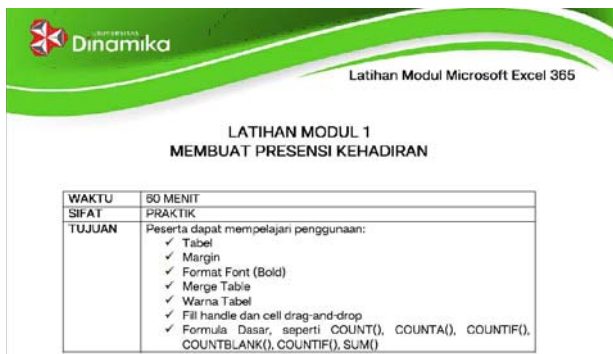 UNIVERSITAS
Dinamika
Latihan Modul Microsoft Excel 365
LATIHAN MODUL 1
MEMBUAT PRESENSI KEHADIRAN
WAKTU 60 MENIT
SIFAT PRAKTIK
TUJUAN Peserta dapat mempelajari penggunaan:
✓ Tabel
✓ Margin
✓ Format Font (Bold)
✓ Merge Table
✓ Warna Tabel
✓ Fill handle dan cell drag-and-drop
✓ Formula Dasar, seperti COUNT(), COUNTA(), COUNTIF(),
COUNTBLANK(), COUNTIF(), SUM()